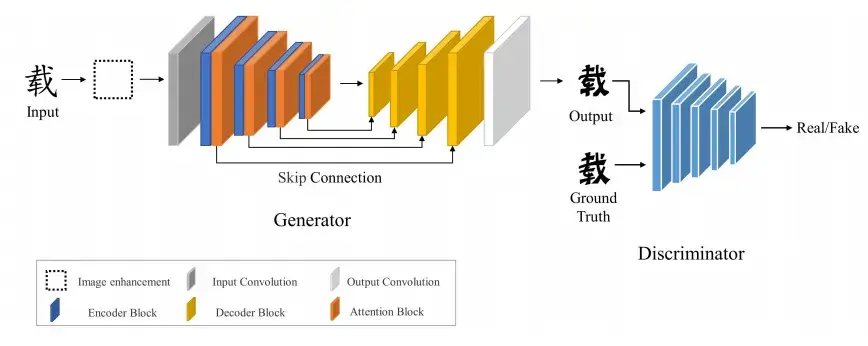 载
Input
Skip Connection
Generator
载
Output
载
Ground
Truth
Real/Fake
Discriminator
Image enhancement
Input Convolution
Output Convolution
Encoder Block
Decoder Block
Attention Block